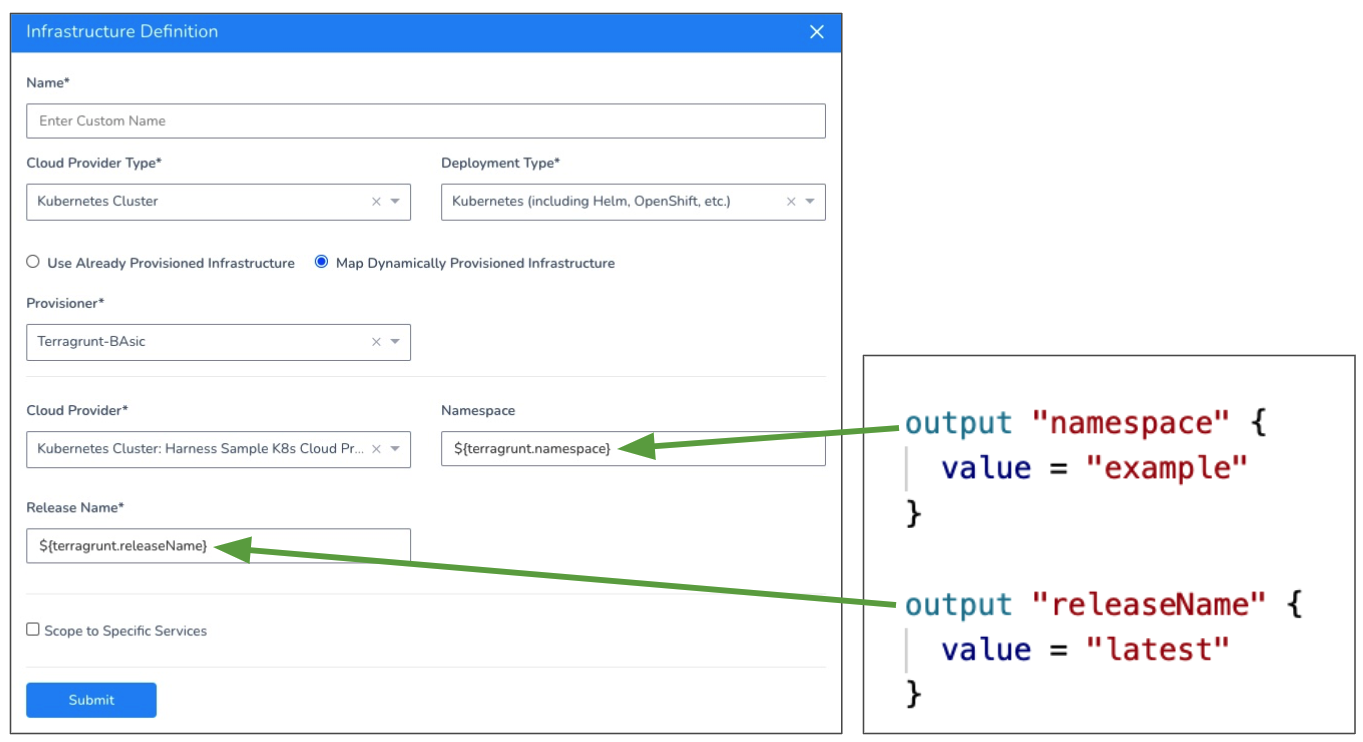 Infrastructure Definition
Name*
Enter Custom Name
Cloud Provider Type*
Deployment Type*
Kubernetes Cluster
Kubernetes (including Helm, OpenShift, etc.)
Use Already Provisioned Infrastructure
Map Dynamically Provisioned Infrastructure
Provisioner*
Terragrunt-BAsic
Cloud Provider*
Namespace
Kubernetes Cluster: Harness Sample K8s Cloud Pr...
${terragrunt.namespace}
Release Name*
${terragrunt.releaseName}
Scope to Specific Services
Submit
output "namespace" {
value = "example"
}
output "releaseName" {
value = "latest"
}